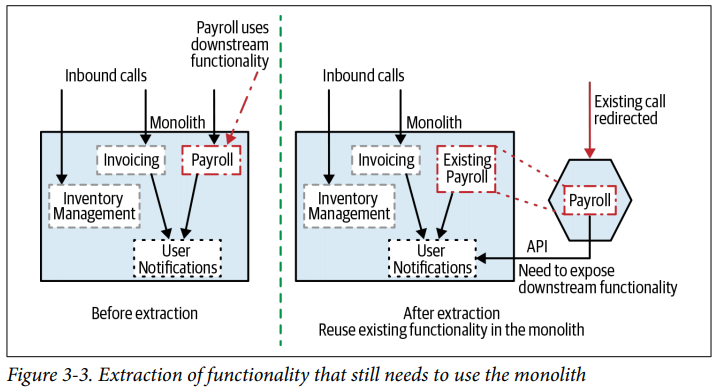 Payroll uses
downstream
functionality
Inbound calls
Monolith
Invoicing
Payroll
Inventory
Management
User
Notifications
Before extraction
Inbound calls
Monolith
Invoicing
Existing
Payroll
Inventory
Management
User
Notifications
Existing call
redirected
Payroll
API
Need to expose
downstream functionality
After extraction
Reuse existing functionality in the monolith
Figure 3-3. Extraction of functionality that still needs to use the monolith